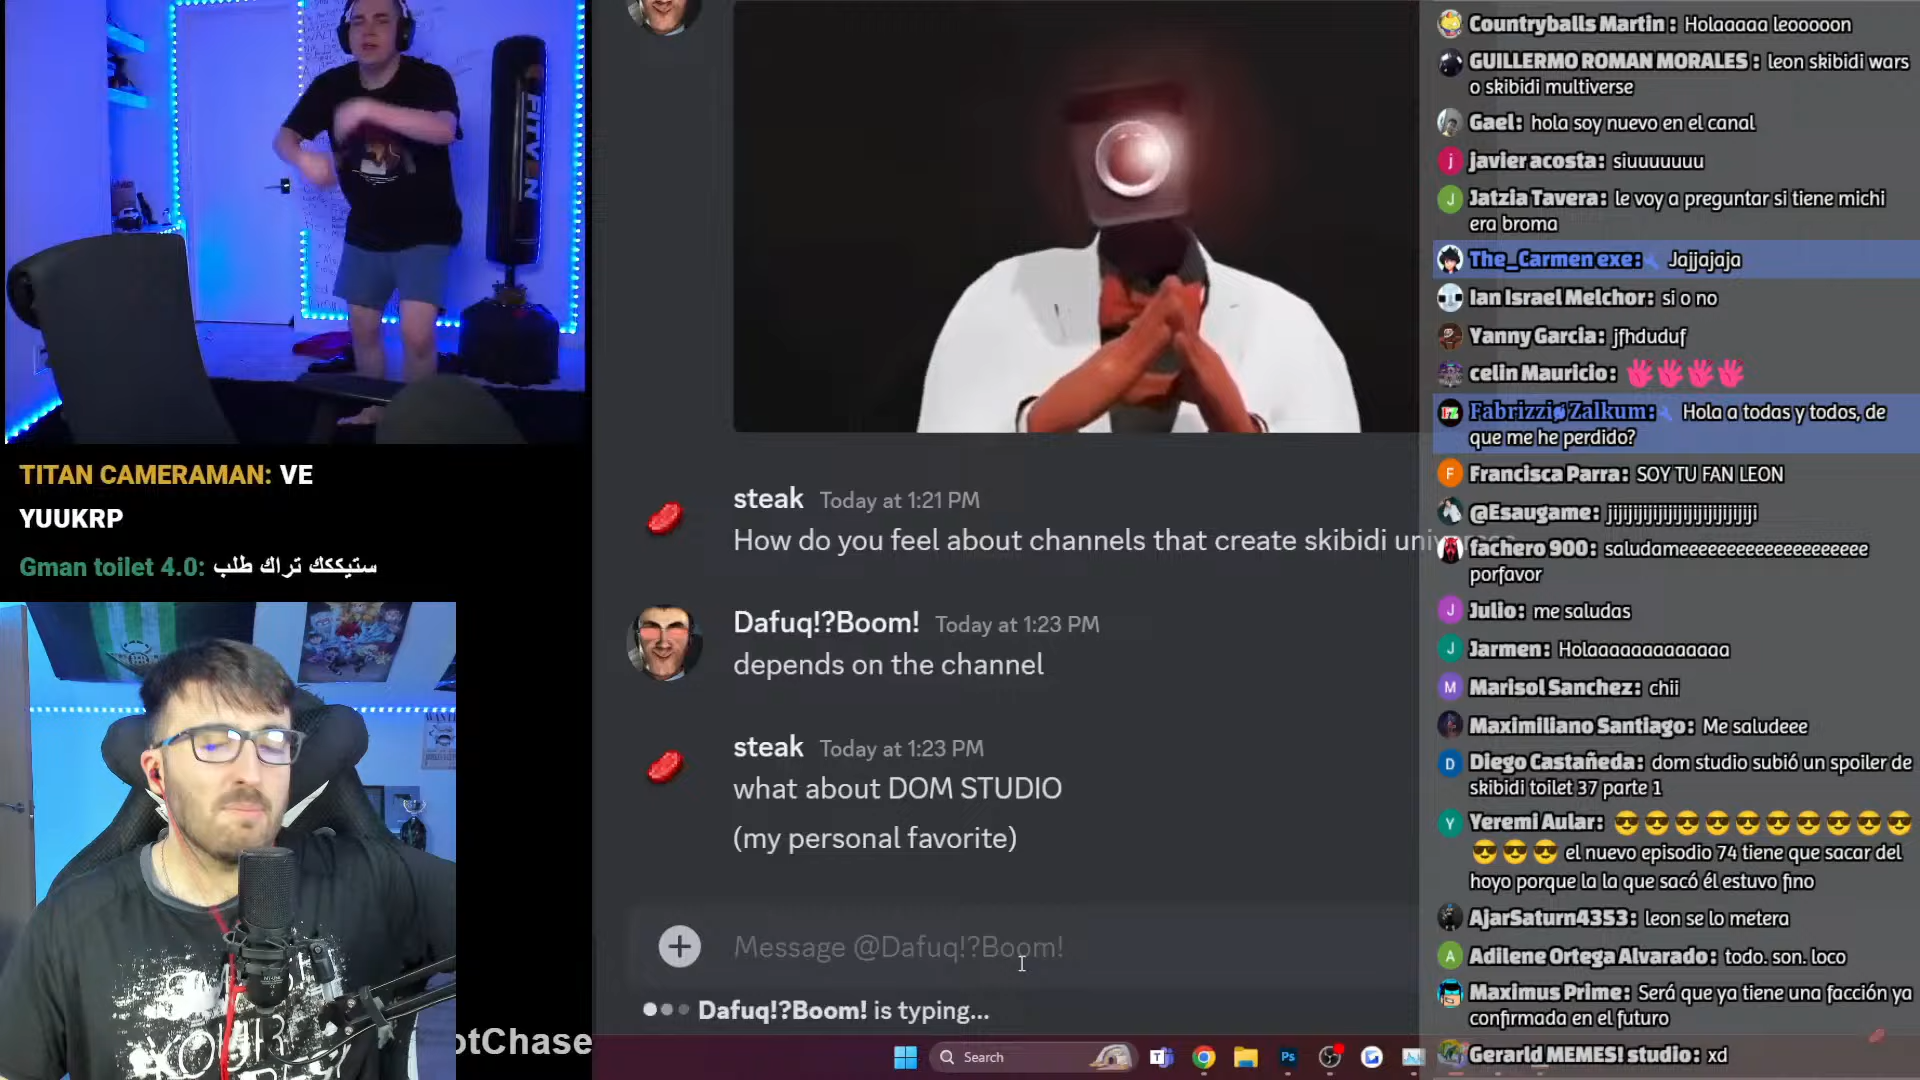 TITAN CAMERAMAN: VE
YUUKRP
Gman toilet 4.0: ستيككك تراك طلب
otChase
FITVEN
WANTED
steak Today at 1:21 PM
How do you feel about channels that create skibidi
Dafuq!?Boom! Today at 1:23 PM
depends on the channel
steak Today at 1:23 PM
what about DOM STUDIO
(my personal favorite)
Message @Dafuq!?Boom!
Dafuq!?Boom! is typing...
Search
Ps
Countryballs Martin : Holaaaaa leooooon
GUILLERMO ROMAN MORALES : leon skibidi wars
o skibidi multiverse
Gael: hola soy nuevo en el canal
j javier acosta: siuuuuuuu
J Jatzia Tavera: le voy a preguntar si tiene michi
era broma
The_Carmen exe: Jajjajaja
Ian Israel Melchor: si o no
Yanny Garcia: jfhduduf
celin Mauricio: 👋👋👋👋
FabrizziøZalkum: Hola a todas y todos, de
que me he perdido?
F Francisca Parra: SOY TU FAN LEON
@Esaugame: jijijijijijijijijijijijiji
fachero 900: saludameeeeeeeeeeeeeeeeeee
porfavor
J Julio: me saludas
J Jarmen: Holaaaaaaaaaaaaa
M Marisol Sanchez: chii
Maximiliano Santiago: Me saludeee
D Diego Castañeda: dom studio subió un spoiler de
skibidi toilet 37 parte 1
Y Yeremi Aular: 😎😎😎😎😎😎😎😎😎😎
😎😎😎 el nuevo episodio 74 tiene que sacar del
hoyo porque la la que sacó él estuvo fino
AjarSaturn4353: leon se lo metera
A Adilene Ortega Alvarado: todo. son. loco
Maximus Prime: Será que ya tiene una facción ya
confirmada en el futuro
Gerarld MEMES! studio: xd